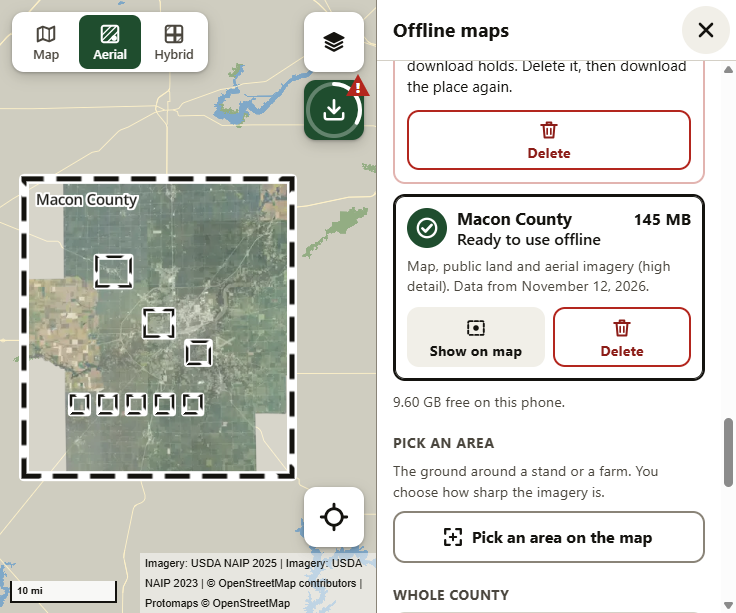 Map
Aerial
Hybrid
Macon County
Imagery: USDA NAIP 2025 | Imagery: USDA
NAIP 2023 | © OpenStreetMap contributors |
Protomaps © OpenStreetMap
10 mi
Offline maps
download holds. Delete it, then download
the place again.
Delete
Macon County
145 MB
Ready to use offline
Map, public land and aerial imagery (high
detail). Data from November 12, 2026.
Show on map
Delete
9.60 GB free on this phone.
PICK AN AREA
The ground around a stand or a farm. You
choose how sharp the imagery is.
Pick an area on the map
WHOLE COUNTY